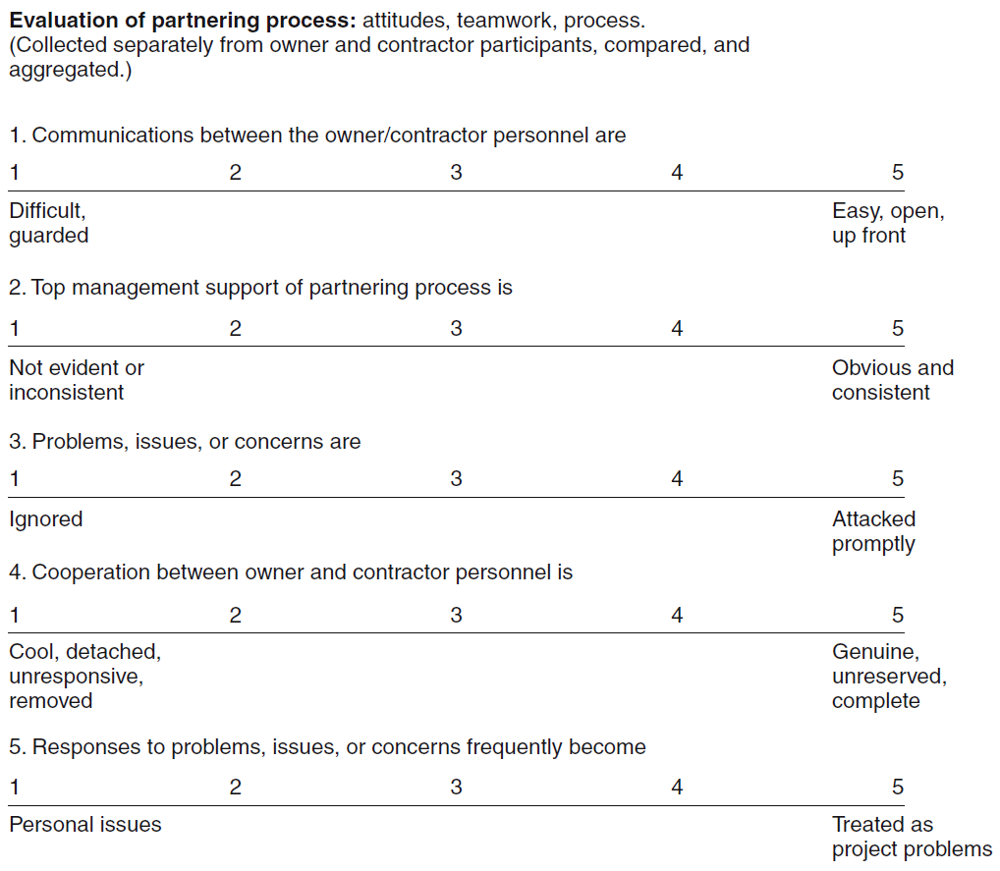 Evaluation of partnering process: attitudes, teamwork, process.
(Collected separately from owner and contractor participants, compared, and
aggregated.)
1. Communications between the owner/contractor personnel are
1 2 3 4 5
Difficult, Easy, open,
guarded up front
2. Top management support of partnering process is
1 2 3 4 5
Not evident or Obvious and
inconsistent consistent
3. Problems, issues, or concerns are
1 2 3 4 5
Ignored Attacked
promptly
4. Cooperation between owner and contractor personnel is
1 2 3 4 5
Cool, detached, Genuine,
unresponsive, unreserved,
removed complete
5. Responses to problems, issues, or concerns frequently become
1 2 3 4 5
Personal issues Treated as
project problems